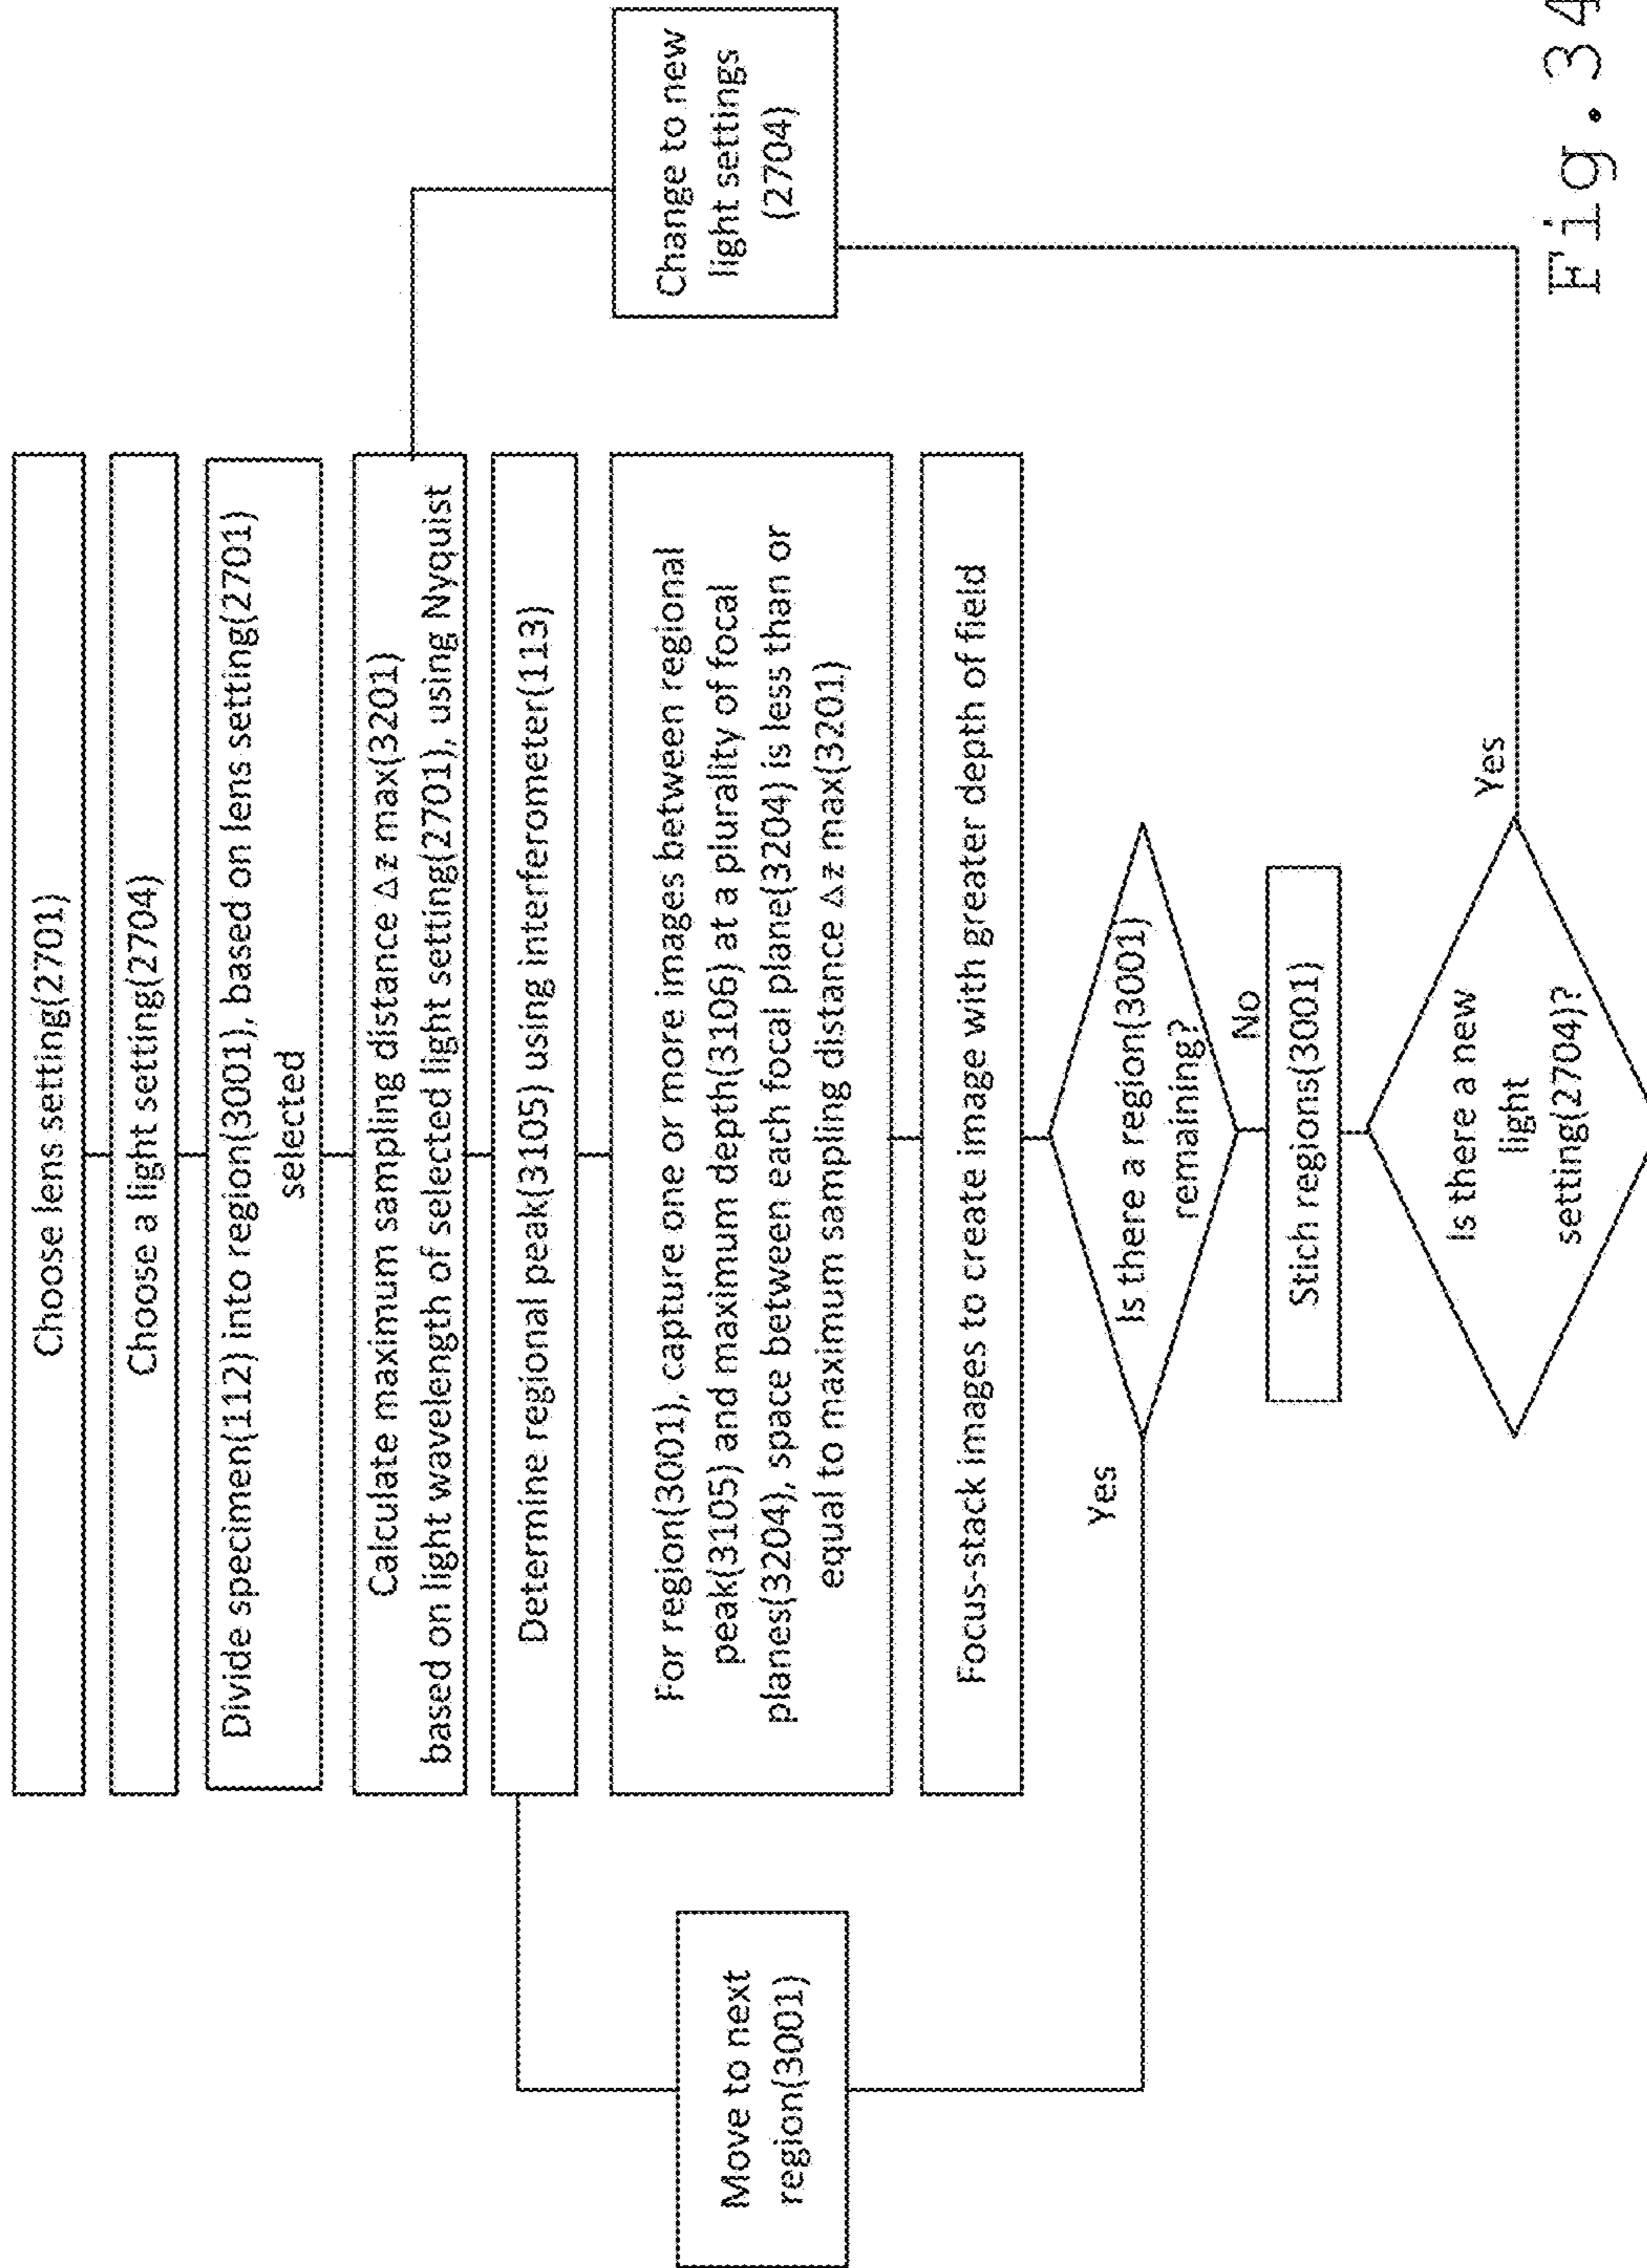 Choose lens setting(2701)
Choose a light setting(2704)
Divide specimen(112) into region(3001), based on lens setting(2701)
selected
Calculate maximum sampling distance Δz max(3201)
based on light wavelength of selected light setting(2701), using Nyquist
Determine regional peak(3105) using interferometer(113)
For region(3001), capture one or more images between regional
peak(3105) and maximum depth(3106) at a plurality of focal
planes(3204), space between each focal plane(3204) is less than or
equal to maximum sampling distance Δz max(3201)
Focus-stack images to create image with greater depth of field
Is there a region(3001)
remaining?
Yes
No
Move to next
region(3001)
Stich regions(3001)
Is there a new
light
setting(2704)?
Yes
Change to new
light settings
(2704)
Fig.34